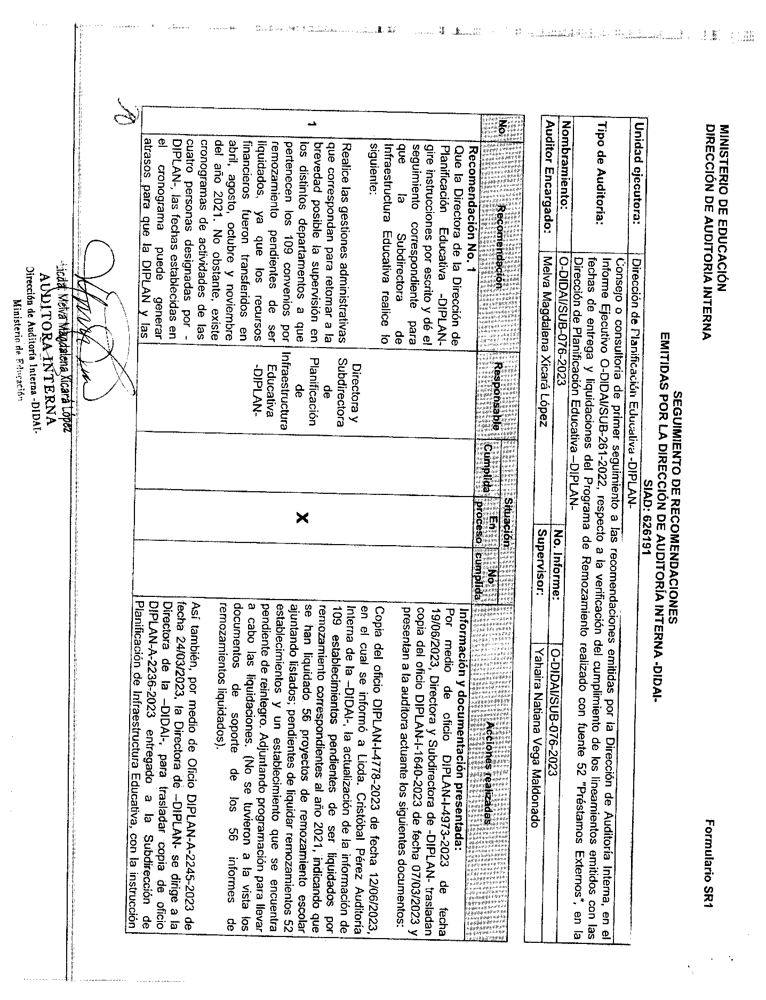 MINISTERIO DE EDUCACIÓN
DIRECCIÓN DE AUDITORIA INTERNA
Formulario SR1
SEGUIMIENTO DE RECOMENDACIONES
EMITIDAS POR LA DIRECCIÓN DE AUDITORÍA INTERNA -DIDAI-
SIAD: 626191
Unidad ejecutora: Dirección de Planificación Educativa -DIPLAN-
Tipo de Auditoria:
Consejo o consultoria de primer seguimiento a las recomendaciones emitidas por la Dirección de Auditoría Interna, en el
Informe Ejecutivo O-DIDAI/SUB-261-2022, respecto a la verificación del cumplimiento de los lineamientos emitidos con las
fechas de entrega y liquidaciones del Programa de Remozamiento realizado con fuente 52 "Préstamos Externos", en la
Dirección de Planificación Educativa –DIPLAN-
Nombramiento: O-DIDAI/SUB-076-2023 No. Informe: O-DIDAI/SUB-076-2023
Auditor Encargado: Melva Magdalena Xicará López Supervisor: Yahaira Natiana Vega Maldonado
No. Recomendación Responsable Situación Acciones realizadas
Cumplida En proceso No cumplida
1
Recomendación No. 1
Que la Directora de la Dirección de
Planificación Educativa -DIPLAN-
gire instrucciones por escrito y dé el
seguimiento correspondiente para
que la Subdirectora de
Infraestructura Educativa realice lo
siguiente:
Realice las gestiones administrativas
que correspondan para retomar a la
brevedad posible la supervisión en
los distintos departamentos a que
pertenecen los 109 convenios por
remozamiento pendientes de ser
liquidados, ya que los recursos
financieros fueron transferidos en
abril, agosto, octubre y noviembre
del año 2021. No obstante, existe
cronogramas de actividades de las
cuatro personas designadas por -
DIPLAN-, las fechas establecidas en
el cronograma puede generar
atrasos para que la DIPLAN y las
Directora y
Subdirectora
de
Planificación
de
Infraestructura
Educativa
-DIPLAN-
X
Información y documentación presentada:
Por medio de oficio DIPLAN-I-4973-2023 de fecha
19/06/2023, Directora y Subdirectora de -DIPLAN- trasladan
copia del oficio DIPLAN-I-1640-2023 de fecha 07/03/2023 y
presentan a la auditora actuante los siguientes documentos:
Copia del oficio DIPLAN-I-4778-2023 de fecha 12/06/2023,
en el cual se informó a Licda. Cristóbal Pérez Auditoría
Interna de la –DIDAI-, la actualización de la información de
109 establecimientos pendientes de ser liquidados por
remozamiento correspondientes al año 2021, indicando que
se han liquidado 56 proyectos de remozamiento escolar
ajuntando listados; pendientes de liquidar remozamientos 52
establecimientos y un establecimiento que se encuentra
pendiente de reintegro. Adjuntando programación para llevar
a cabo las liquidaciones. (No se tuvieron a la vista los
documentos de soporte de los 56 informes de
remozamientos liquidados).
Así también, por medio de Oficio DIPLAN-A-2245-2023 de
fecha 24/03/2023, la Directora de –DIPLAN- se dirige a la
Directora de la –DIDAI-, para trasladar copia de oficio
DIPLAN-A-2236-2023 entregado a la Subdirección de
Planificación de Infraestructura Educativa, con la instrucción
Licda. Melva Magdalena Xicará López
AUDITORA INTERNA
Dirección de Auditoría Interna -DIDAI-
Ministerio de Educación